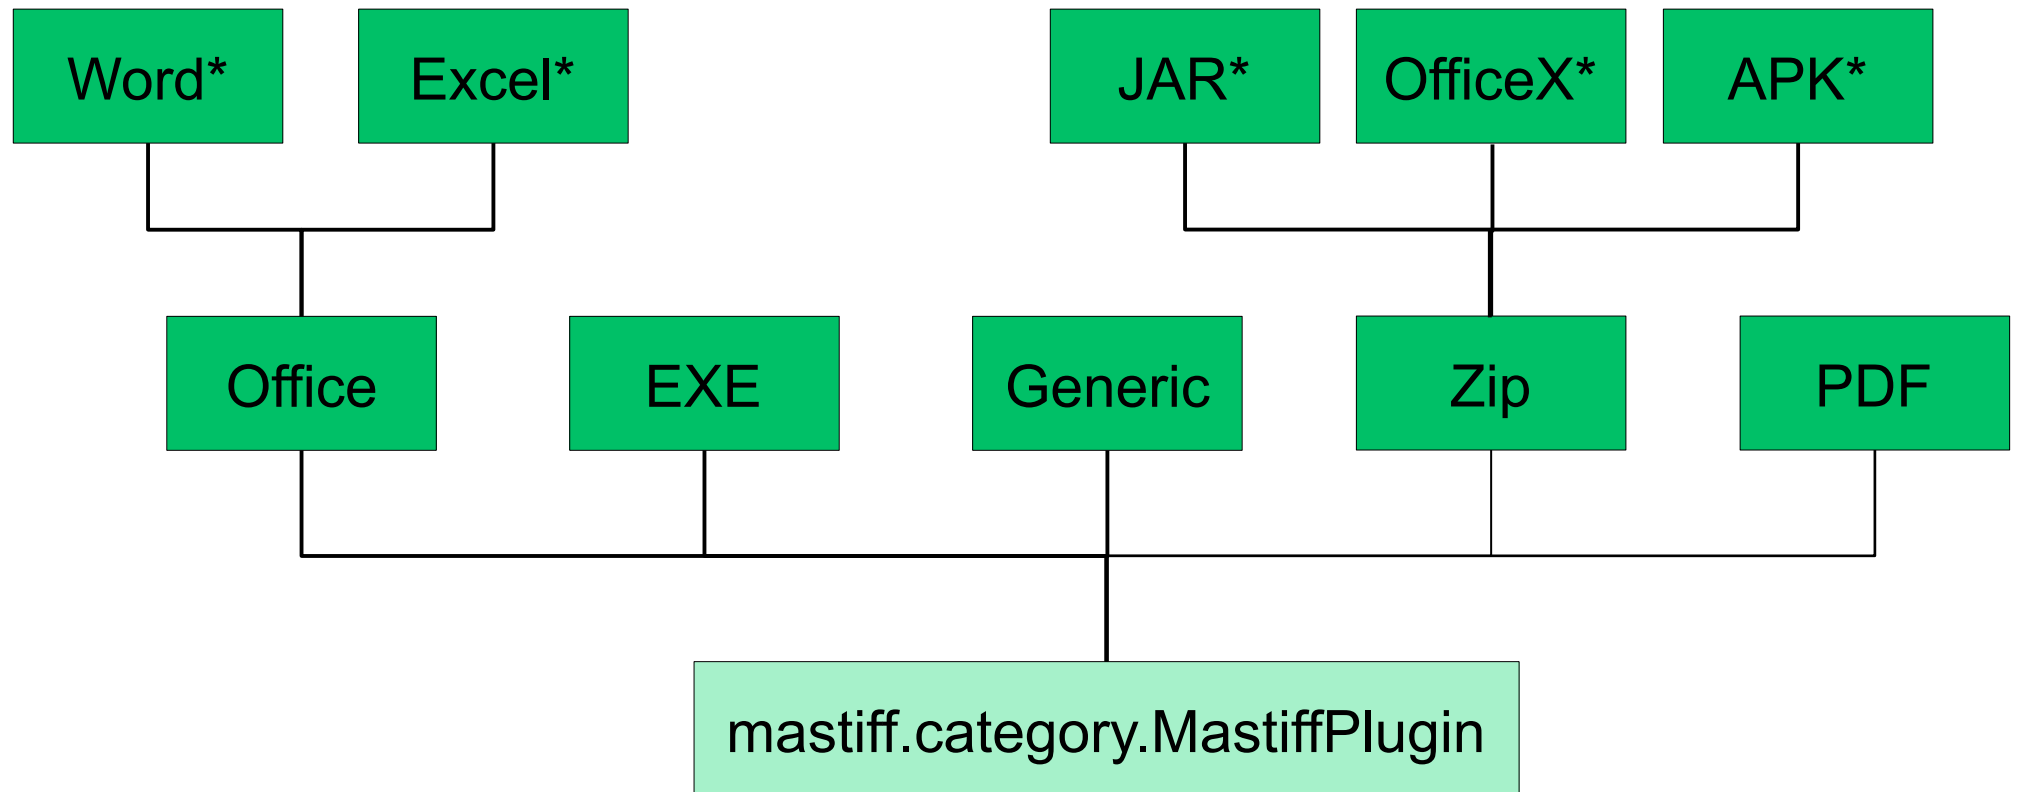 Word*
Excel*
JAR*
OfficeX*
APK*
Office
EXE
Generic
Zip
PDF
mastiff.category.MastiffPlugin